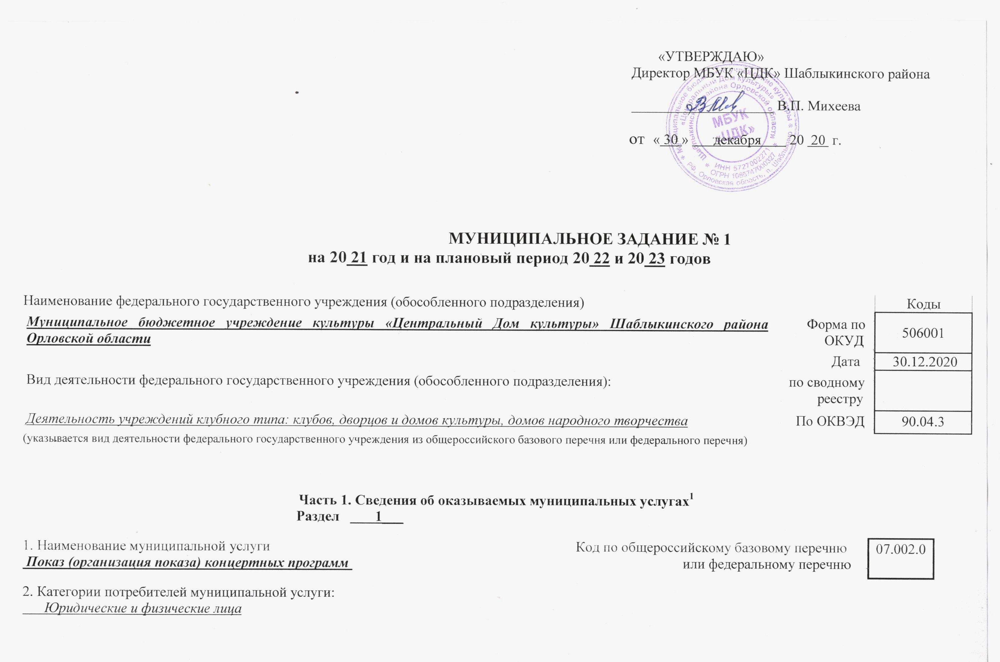 «УТВЕРЖДАЮ»
Директор МБУК «ЦДК» Шаблыкинского района
В.П. Михеева
от « 30 » декабря 20 20 г.
Муниципальное бюджетное учреждение культуры * РФ, Орловская область, п. Шаблыкино *
«Центральный Дом культуры»
Шаблыкинского района Орловской области *
ИНН 5727002271
ОГРН 1085747000327
МБУК
«ЦДК»
МУНИЦИПАЛЬНОЕ ЗАДАНИЕ № 1
на 20 21 год и на плановый период 20 22 и 20 23 годов
Наименование федерального государственного учреждения (обособленного подразделения)
Муниципальное бюджетное учреждение культуры «Центральный Дом культуры» Шаблыкинского района
Орловской области
Коды
Форма по
ОКУД
506001
Дата 30.12.2020
Вид деятельности федерального государственного учреждения (обособленного подразделения):
по сводному
реестру
Деятельность учреждений клубного типа: клубов, дворцов и домов культуры, домов народного творчества
По ОКВЭД 90.04.3
(указывается вид деятельности федерального государственного учреждения из общероссийского базового перечня или федерального перечня)
Часть 1. Сведения об оказываемых муниципальных услугах1
Раздел 1
1. Наименование муниципальной услуги
Показ (организация показа) концертных программ
Код по общероссийскому базовому перечню
или федеральному перечню
07.002.0
2. Категории потребителей муниципальной услуги:
Юридические и физические лица